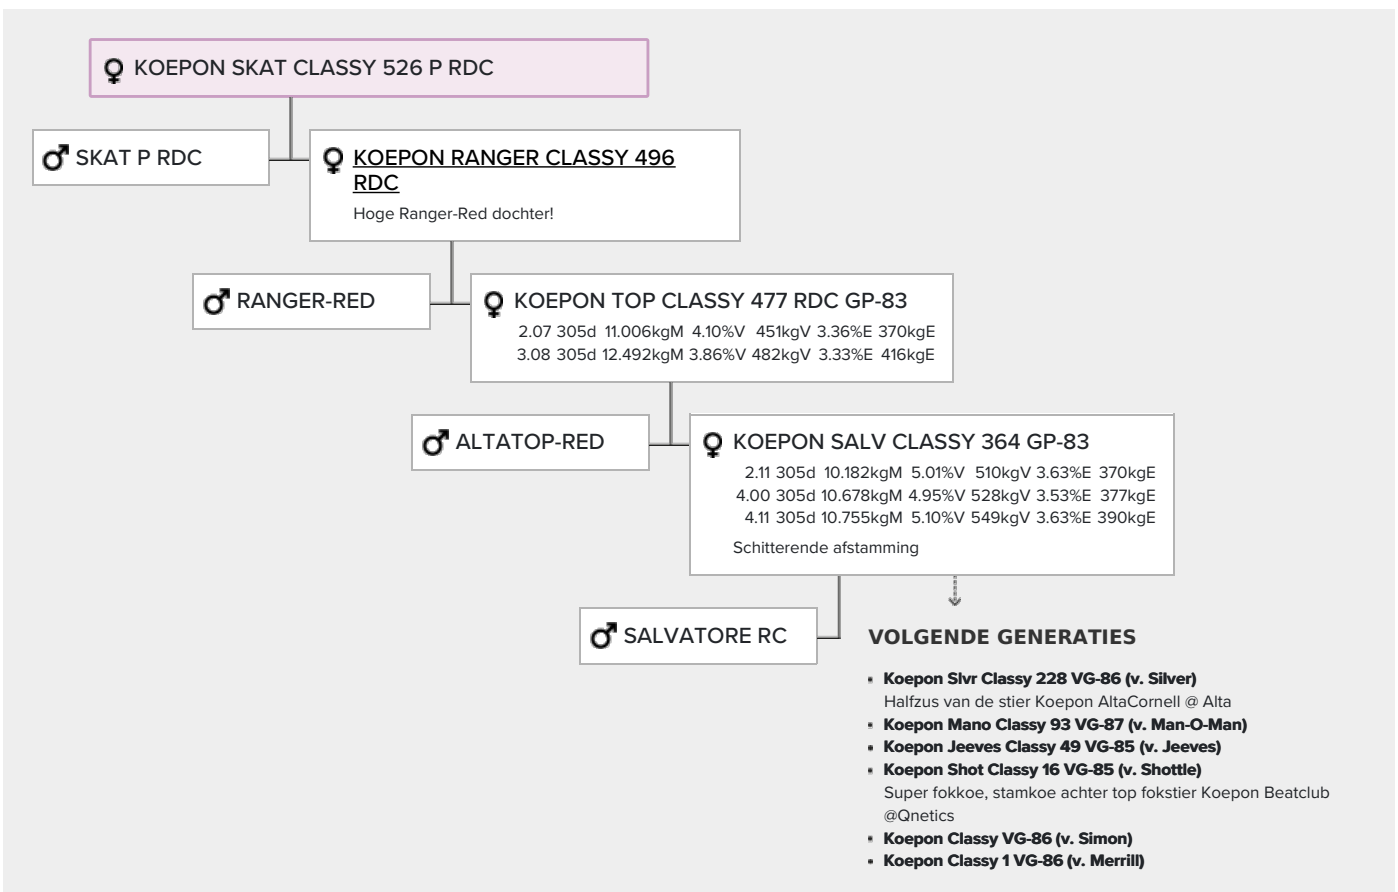 KOEPON SKAT CLASSY 526 P RDC
SKAT P RDC
KOEPON RANGER CLASSY 496
RDC
Hoge Ranger-Red dochter!
RANGER-RED
KOEPON TOP CLASSY 477 RDC GP-83
2.07 305d 11.006kgM 4.10%V 451kgV 3.36%E 370kgE
3.08 305d 12.492kgM 3.86%V 482kgV 3.33%E 416kgE
ALTATOP-RED
KOEPON SALV CLASSY 364 GP-83
2.11 305d 10.182kgM 5.01%V 510kgV 3.63%E 370kgE
4.00 305d 10.678kgM 4.95%V 528kgV 3.53%E 377kgE
4.11 305d 10.755kgM 5.10%V 549kgV 3.63%E 390kgE
Schitterende afstamming
SALVATORE RC
VOLGENDE GENERATIES
Koepon Slvr Classy 228 VG-86 (v. Silver)
Halfzus van de stier Koepon AltaCornell @ Alta
Koepon Mano Classy 93 VG-87 (v. Man-O-Man)
Koepon Jeeves Classy 49 VG-85 (v. Jeeves)
Koepon Shot Classy 16 VG-85 (v. Shottle)
Super fokkoe, stamkoe achter top fokstier Koepon Beatclub
@Qnetics
Koepon Classy VG-86 (v. Simon)
Koepon Classy 1 VG-86 (v. Merrill)